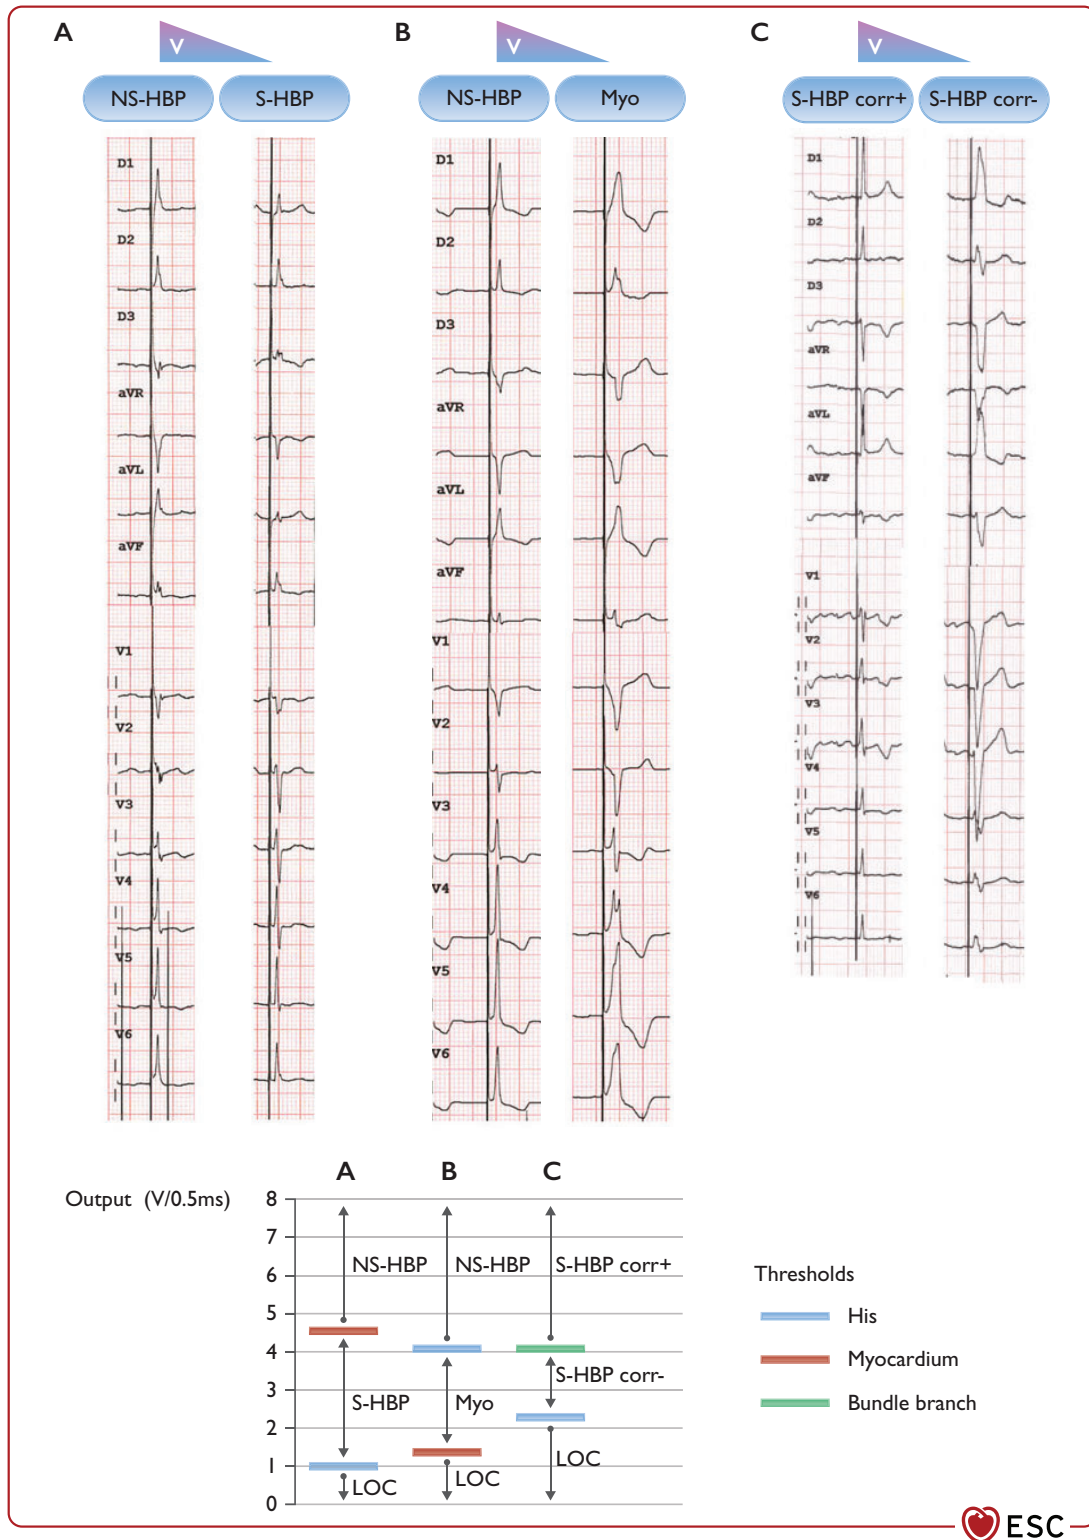 A B C
V V V
NS-HBP S-HBP NS-HBP Myo S-HBP corr+ S-HBP corr-
D1
D2
D3
aVR
aVL
aVF
V1
V2
V3
V4
V5
V6
D1
D2
D3
aVR
aVL
aVF
V1
V2
V3
V4
V5
V6
D1
D2
D3
aVR
aVL
aVF
V1
V2
V3
V4
V5
V6
A B C
Output (V/0.5ms)
8
7
6
5
4
3
2
1
0
NS-HBP NS-HBP S-HBP corr+
S-HBP corr-
S-HBP Myo
LOC LOC LOC
Thresholds
His
Myocardium
Bundle branch
ESC